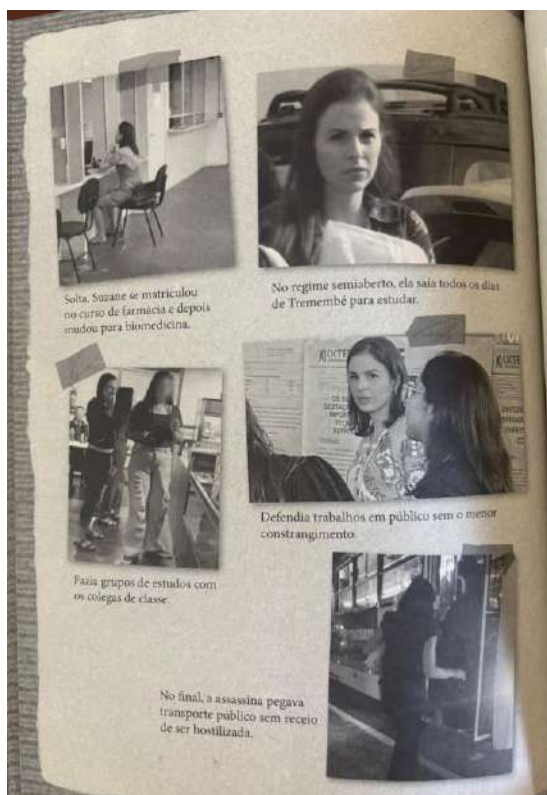 Solta, Suzane se matriculou
no curso de farmácia e depois
mudou para biomedicina.
No regime semiaberto, ela saía todos os dias
de Tremembé para estudar.
Defendia trabalhos em público sem o menor
constrangimento.
Fazia grupos de estudos com
os colegas de classe.
No final, a assassina pegava
transporte público sem receio
de ser hostilizada.